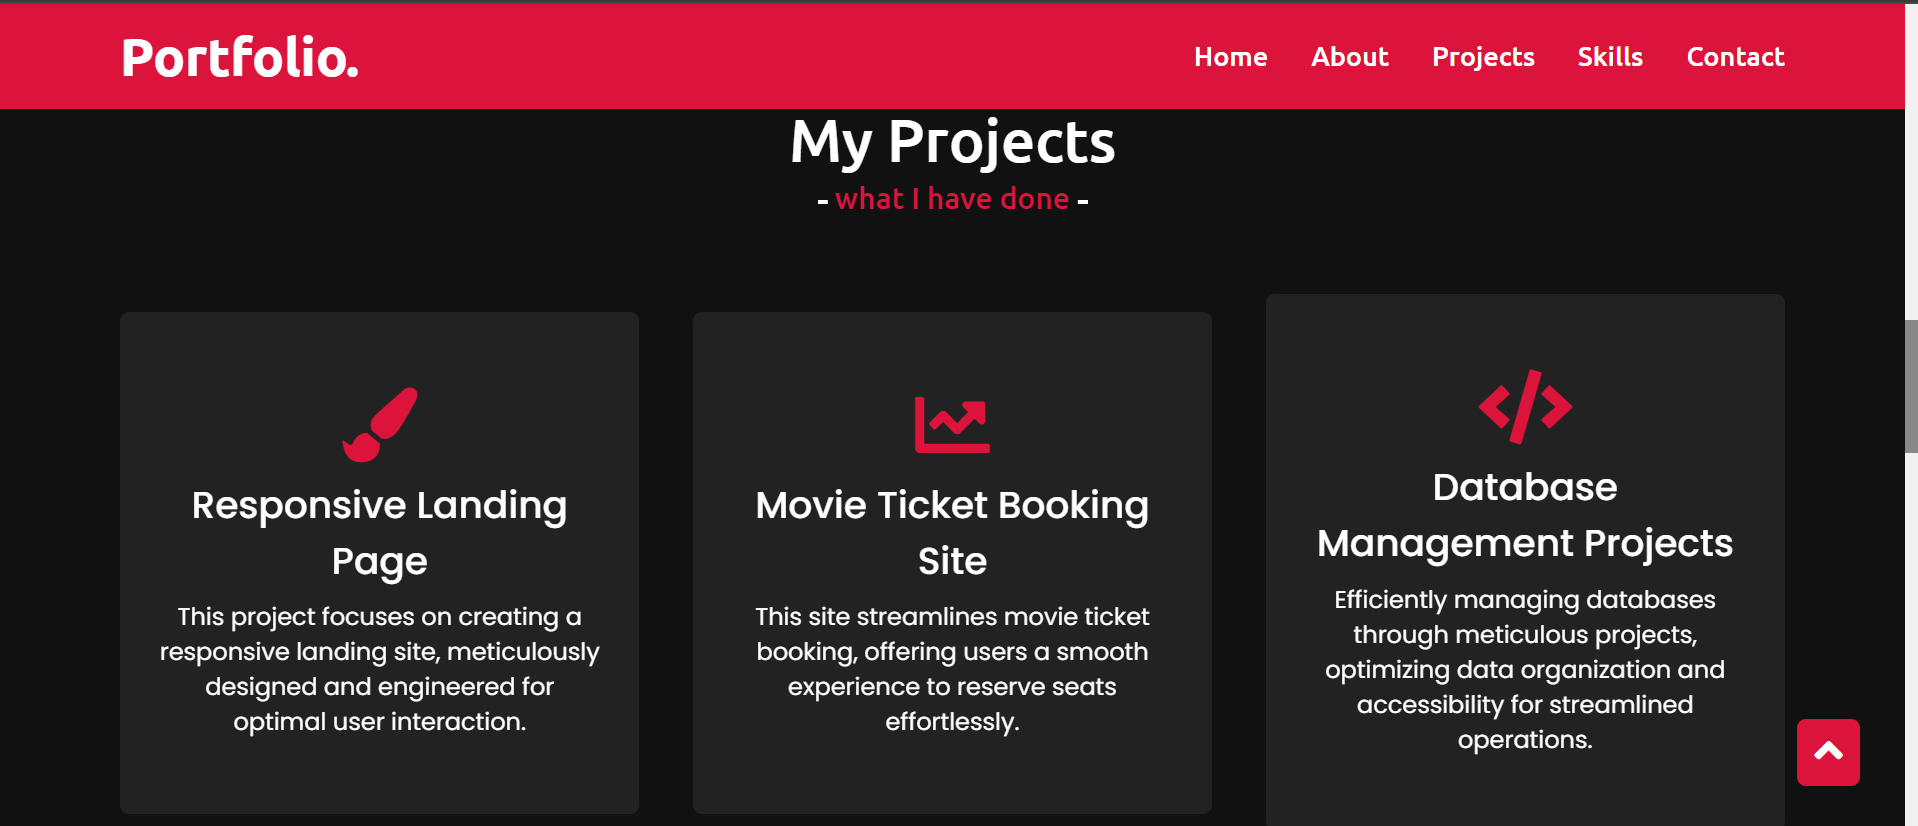 Portfolio.
Home About Projects Skills Contact
My Projects
- what I have done -
Responsive Landing
Page
This project focuses on creating a
responsive landing site, meticulously
designed and engineered for
optimal user interaction.
Movie Ticket Booking
Site
This site streamlines movie ticket
booking, offering users a smooth
experience to reserve seats
effortlessly.
Database
Management Projects
Efficiently managing databases
through meticulous projects,
optimizing data organization and
accessibility for streamlined
operations.